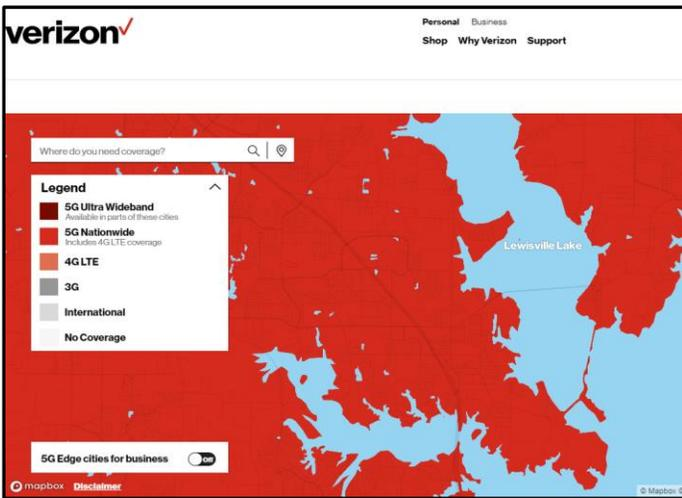 verizon
Personal Business
Shop Why Verizon Support
Where do you need coverage?
Legend
5G Ultra Wideband
Available in parts of these cities
5G Nationwide
Includes 4G LTE coverage
4G LTE
3G
International
No Coverage
Lewisville Lake
5G Edge cities for business Off
mapbox Disclaimer
© Mapbox ©